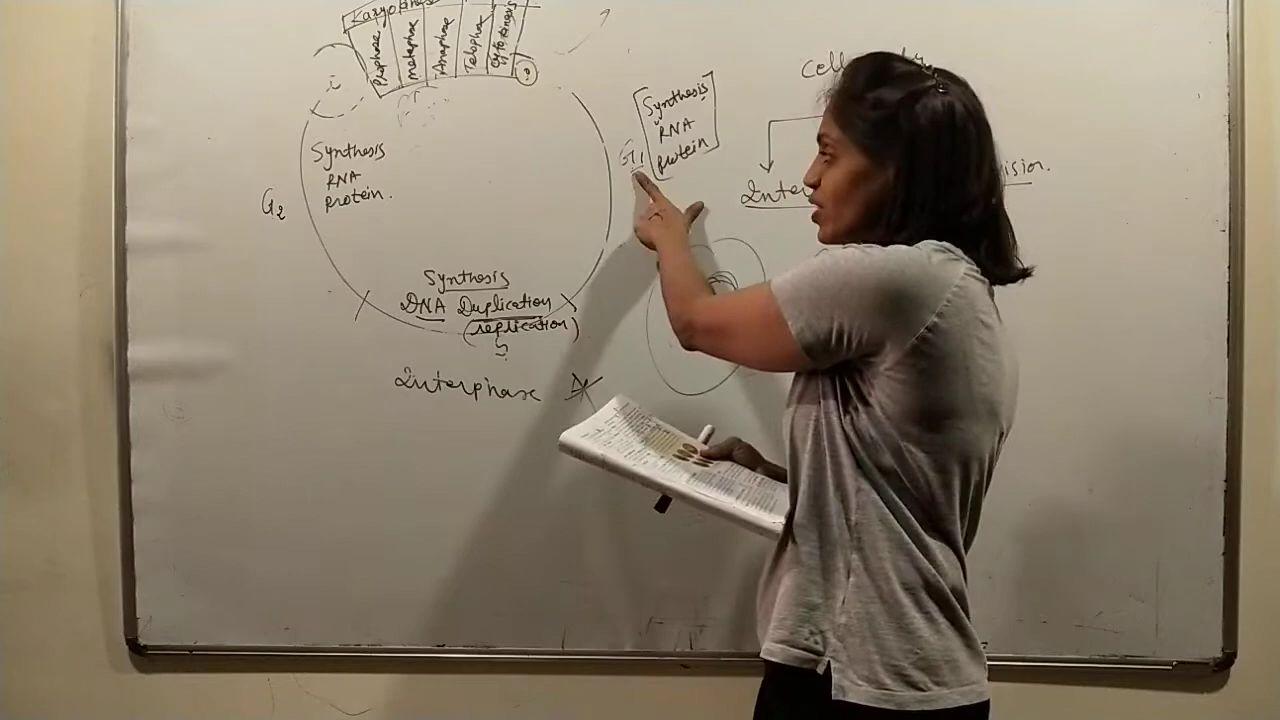 Karyokinesis
Prophase
Metaphase
Anaphase
Telophase
Cytokinesis
i
Synthesis
RNA
protein.
G2
Synthesis
DNA Duplication
(replication)
Interphase
G1
[Synthesis]
RNA
protein
cell
Inter
ision.